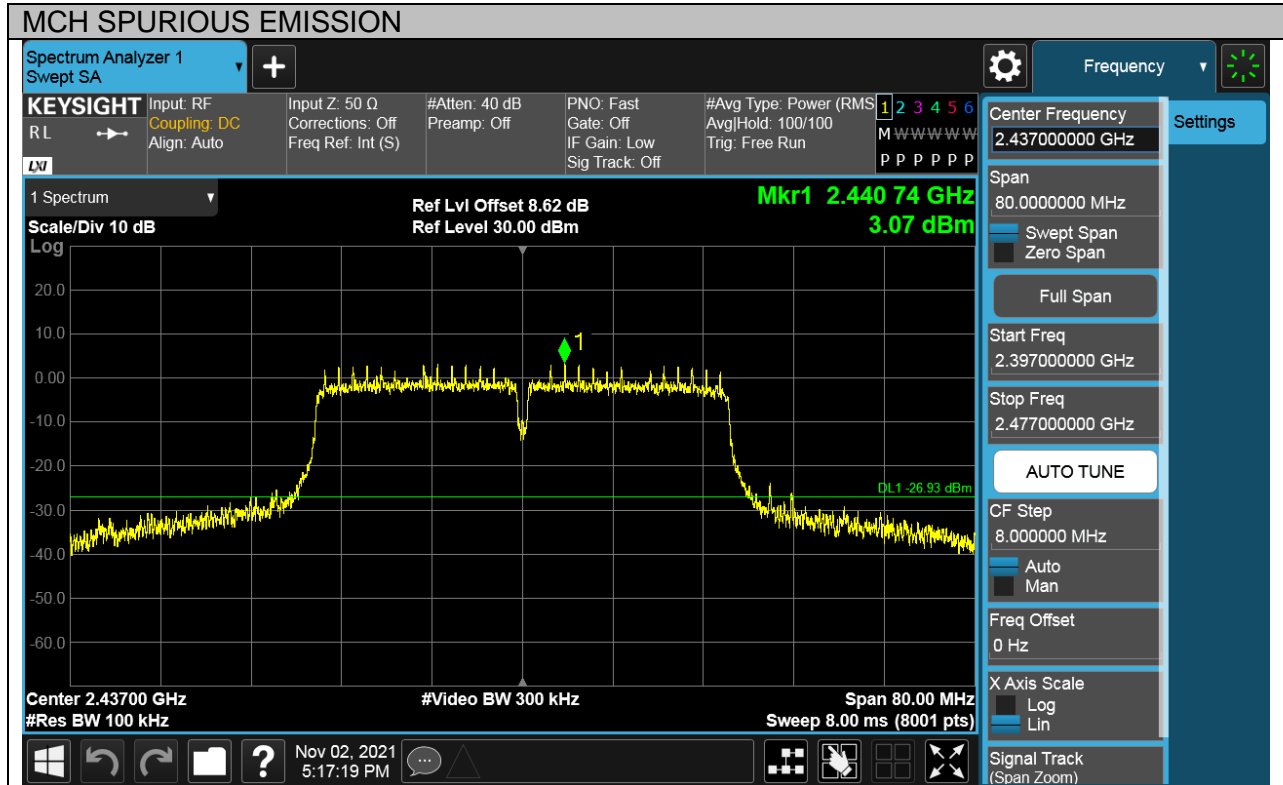 MCH SPURIOUS EMISSION
Spectrum Analyzer 1
Swept SA
Frequency
KEYSIGHT
RL
LXI
Input: RF
Coupling: DC
Align: Auto
Input Z: 50 Ω
Corrections: Off
Freq Ref: Int (S)
#Atten: 40 dB
Preamp: Off
PNO: Fast
Gate: Off
IF Gain: Low
Sig Track: Off
#Avg Type: Power (RMS
Avg|Hold: 100/100
Trig: Free Run
1 2 3 4 5 6
M W W W W W
P P P P P P
1 Spectrum
Scale/Div 10 dB
Log
Ref Lvl Offset 8.62 dB
Ref Level 30.00 dBm
Mkr1 2.440 74 GHz
3.07 dBm
20.0
10.0
0.00
-10.0
-20.0
-30.0
-40.0
-50.0
-60.0
1
DL1 -26.93 dBm
Center 2.43700 GHz
#Res BW 100 kHz
#Video BW 300 kHz
Span 80.00 MHz
Sweep 8.00 ms (8001 pts)
Center Frequency
2.437000000 GHz
Settings
Span
80.0000000 MHz
Swept Span
Zero Span
Full Span
Start Freq
2.397000000 GHz
Stop Freq
2.477000000 GHz
AUTO TUNE
CF Step
8.000000 MHz
Auto
Man
Freq Offset
0 Hz
X Axis Scale
Log
Lin
Signal Track
(Span Zoom)
?
Nov 02, 2021
5:17:19 PM